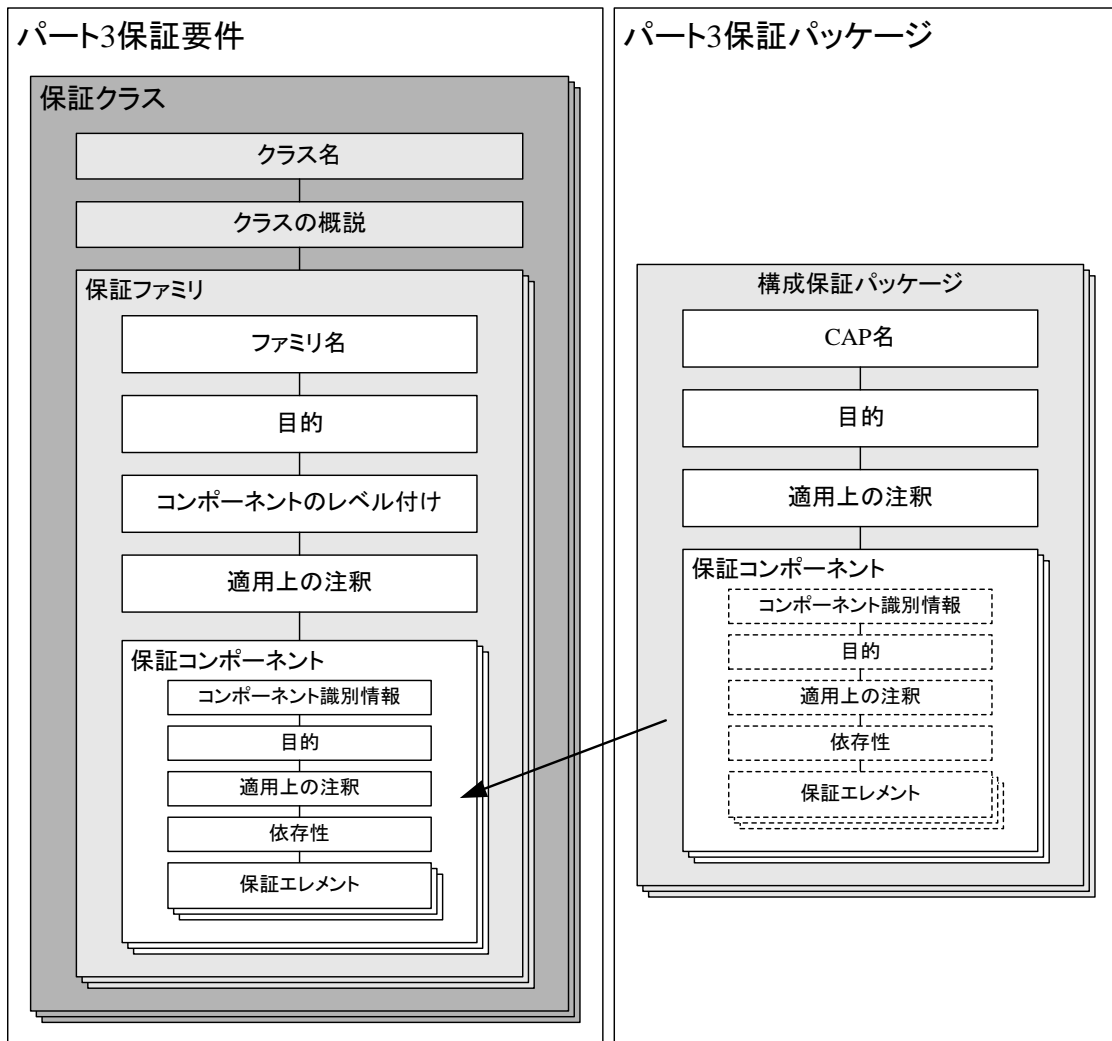 パート3保証要件
保証クラス
クラス名
クラスの概説
保証ファミリ
ファミリ名
目的
コンポーネントのレベル付け
適用上の注釈
保証コンポーネント
コンポーネント識別情報
目的
適用上の注釈
依存性
保証エレメント
パート3保証パッケージ
構成保証パッケージ
CAP名
目的
適用上の注釈
保証コンポーネント
コンポーネント識別情報
目的
適用上の注釈
依存性
保証エレメント